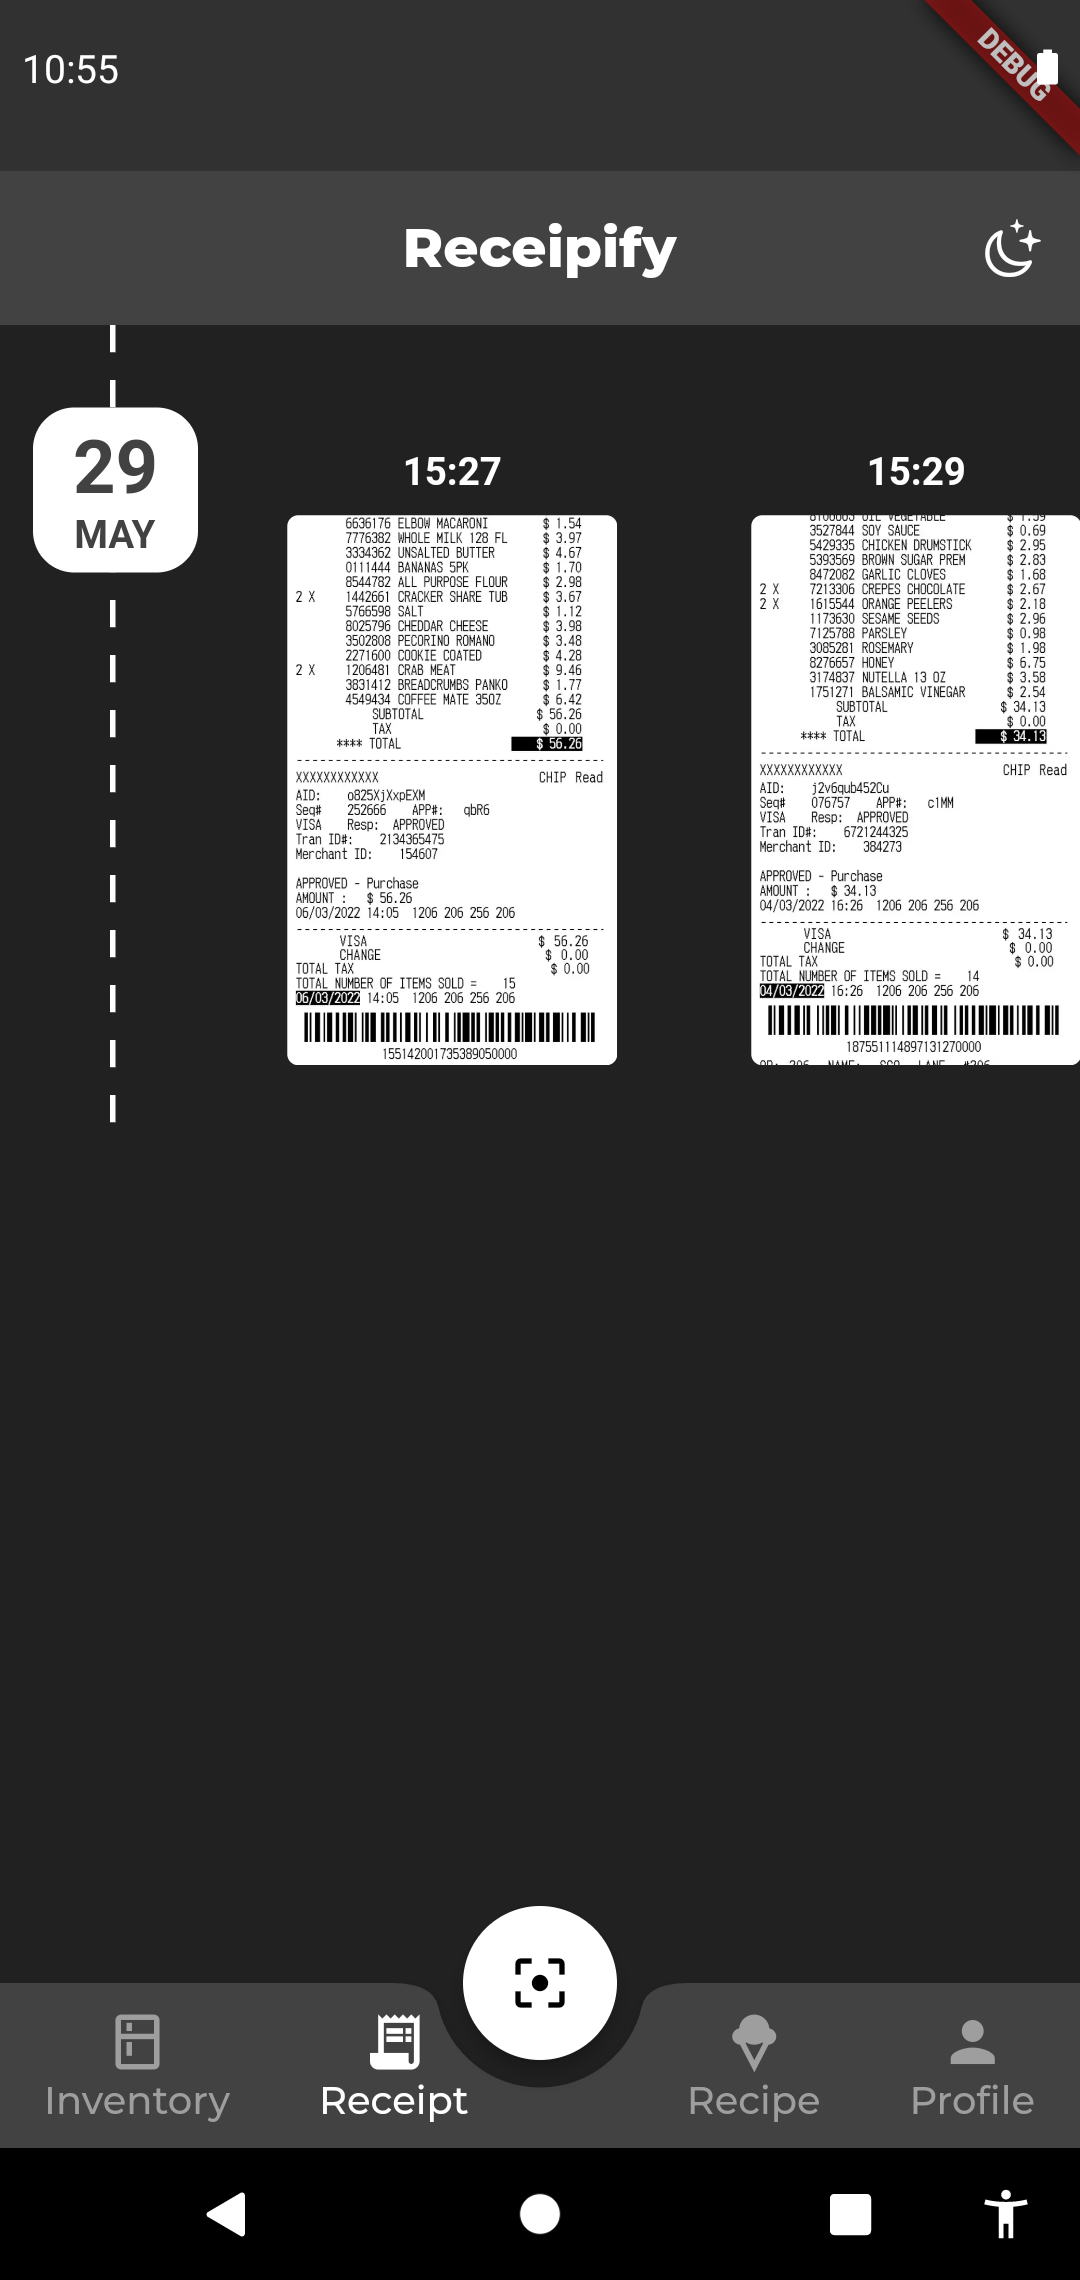 10:55
DEBUG
Receipify
29
MAY
15:27
6636176 ELBOW MACARONI $ 1.54
7776382 WHOLE MILK 128 FL $ 3.97
3334362 UNSALTED BUTTER $ 4.67
0111444 BANANAS 5PK $ 1.70
8544782 ALL PURPOSE FLOUR $ 2.98
2 X 1442661 CRACKER SHARE TUB $ 3.67
5766598 SALT $ 1.12
8025796 CHEDDAR CHEESE $ 3.98
3502808 PECORINO ROMANO $ 3.48
2271600 COOKIE COATED $ 4.28
2 X 1206481 CRAB MEAT $ 9.46
3831412 BREADCRUMBS PANKO $ 1.77
4549434 COFFEE MATE 35OZ $ 6.42
SUBTOTAL $ 56.26
TAX $ 0.00
**** TOTAL $ 56.26
XXXXXXXXXXXX CHIP Read
AID: o825XjXxpEXM
Seq# 252666 APP#: qbR6
VISA Resp: APPROVED
Tran ID#: 2134365475
Merchant ID: 154607
APPROVED - Purchase
AMOUNT : $ 56.26
06/03/2022 14:05 1206 206 256 206
VISA $ 56.26
CHANGE $ 0.00
TOTAL TAX $ 0.00
TOTAL NUMBER OF ITEMS SOLD = 15
06/03/2022 14:05 1206 206 256 206
155142001735389050000
15:29
OIL VEGETABLE $ 1.59
3527844 SOY SAUCE $ 0.69
5429335 CHICKEN DRUMSTICK $ 2.95
5393569 BROWN SUGAR PREM $ 2.83
8472082 GARLIC CLOVES $ 1.68
2 X 7213306 CREPES CHOCOLATE $ 2.67
2 X 1615544 ORANGE PEELERS $ 2.18
1173630 SESAME SEEDS $ 2.96
7125788 PARSLEY $ 0.98
3085281 ROSEMARY $ 1.98
8276657 HONEY $ 6.75
3174837 NUTELLA 13 OZ $ 3.58
1751271 BALSAMIC VINEGAR $ 2.54
SUBTOTAL $ 34.13
TAX $ 0.00
**** TOTAL $ 34.13
XXXXXXXXXXXX CHIP Read
AID: j2v6qub452Cu
Seq# 076757 APP#: c1MM
VISA Resp: APPROVED
Tran ID#: 6721244325
Merchant ID: 384273
APPROVED - Purchase
AMOUNT : $ 34.13
04/03/2022 16:26 1206 206 256 206
VISA $ 34.13
CHANGE $ 0.00
TOTAL TAX $ 0.00
TOTAL NUMBER OF ITEMS SOLD = 14
04/03/2022 16:26 1206 206 256 206
187551114897131270000
Inventory
Receipt
Recipe
Profile